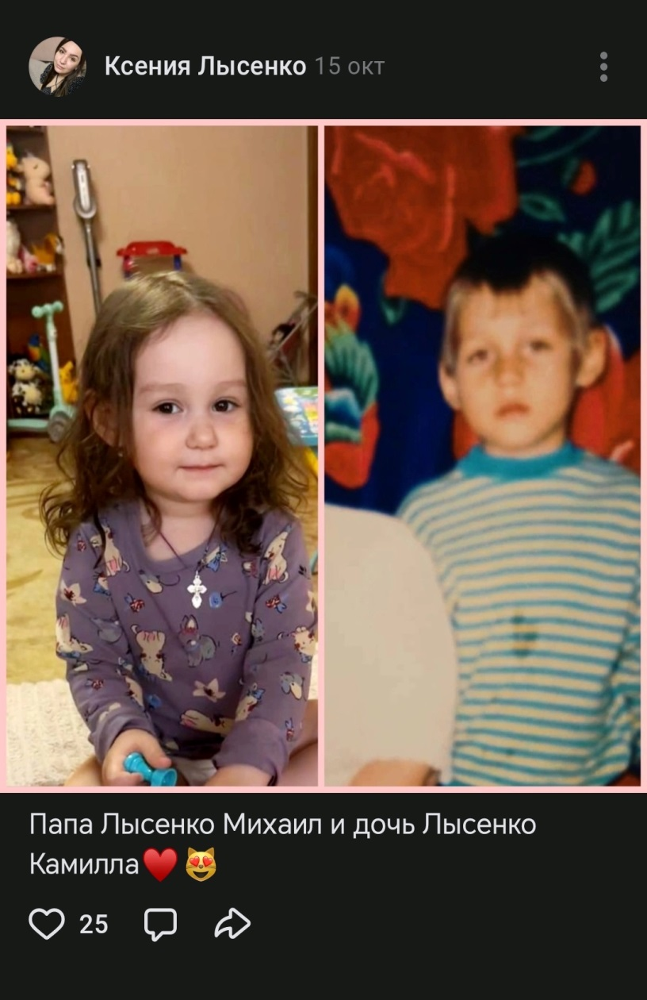 Ксения Лысенко 15 окт
Папа Лысенко Михаил и дочь Лысенко
Камилла♥️😻
25